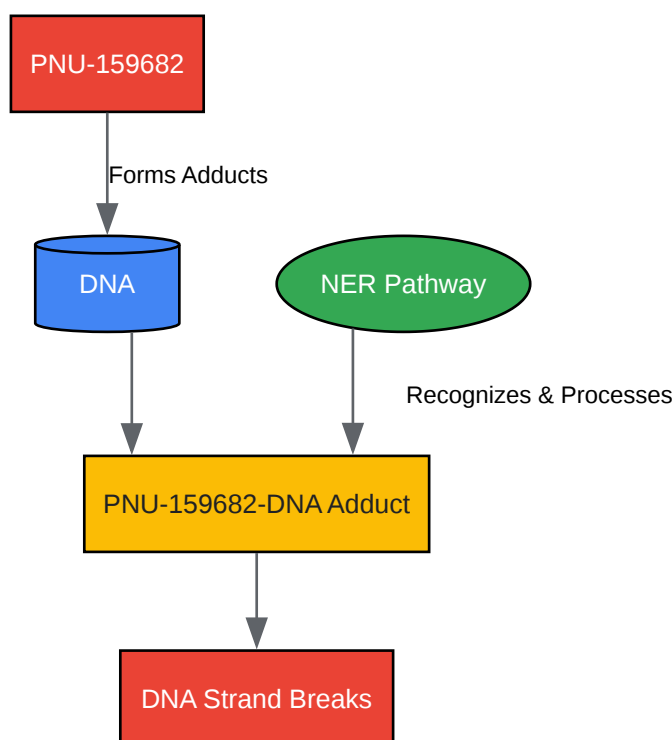 PNU-159682
Forms Adducts
DNA
NER Pathway
Recognizes & Processes
PNU-159682-DNA Adduct
DNA Strand Breaks